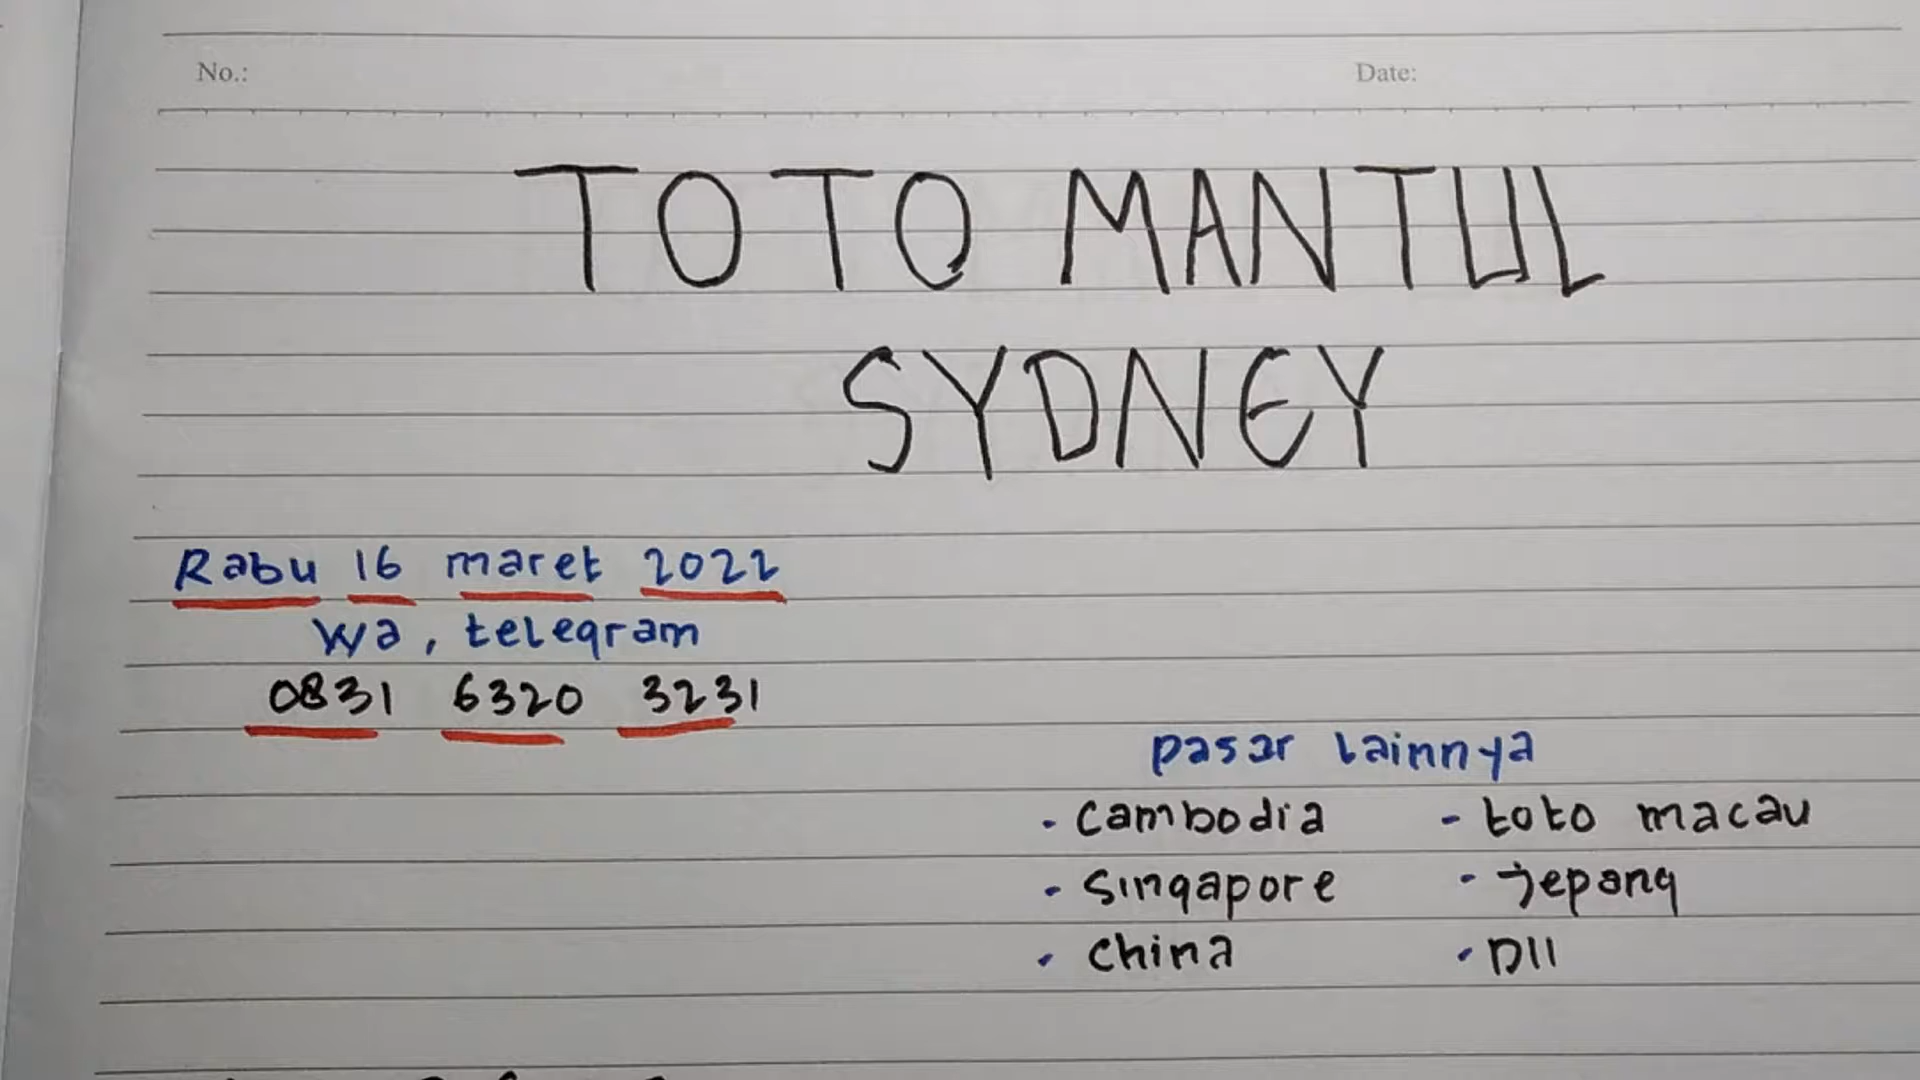 No.:
Date:
TOTO MANTUL
SYDNEY
Rabu 16 maret 2022
Wa, telegram
0831 6320 3231
pasar lainnya
- Cambodia
- toto macau
- Singapore
- jepang
- China
- Dll